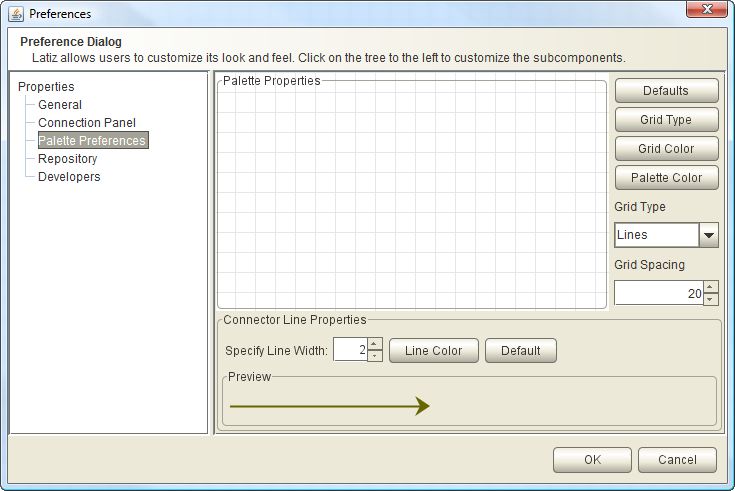 Preferences
Preference Dialog
Latiz allows users to customize its look and feel. Click on the tree to the left to customize the subcomponents.
Properties
General
Connection Panel
Palette Preferences
Repository
Developers
Palette Properties
Defaults
Grid Type
Grid Color
Palette Color
Grid Type
Lines
Grid Spacing
20
Connector Line Properties
Specify Line Width: 2 Line Color Default
Preview
OK Cancel